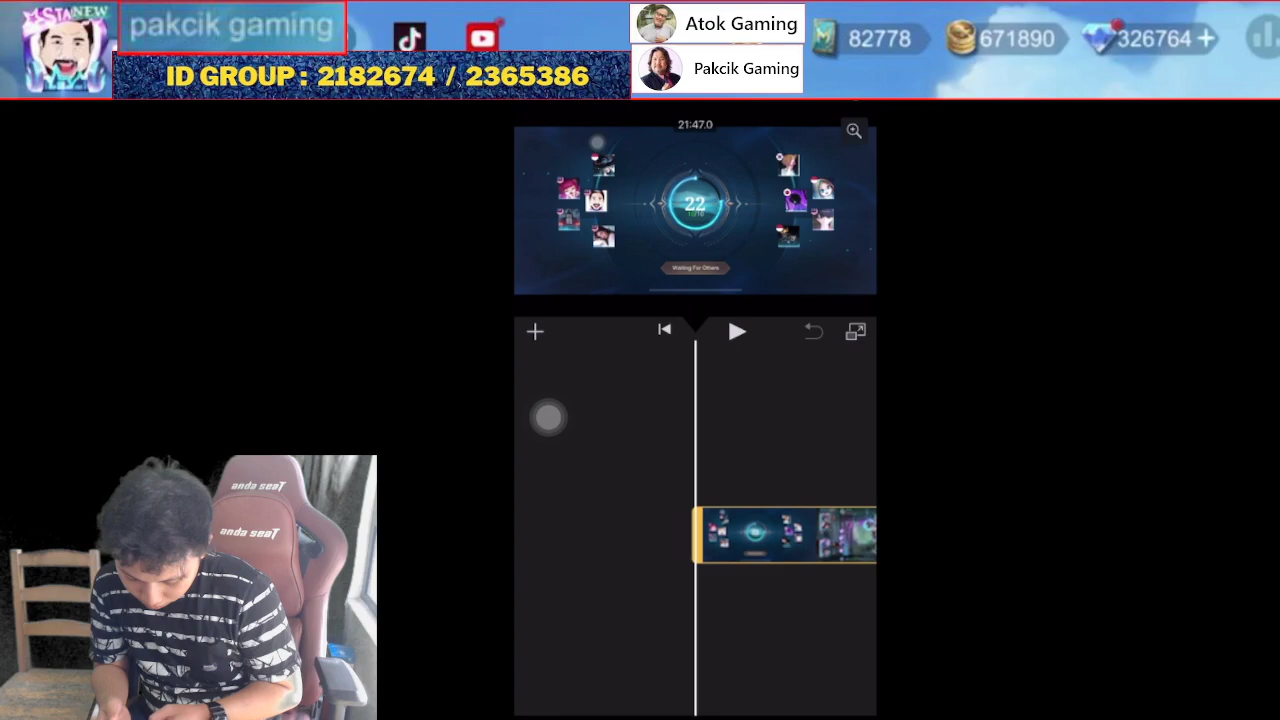 NEW
pakcik gaming
Atok Gaming
82778
671890
326764 +
ID GROUP : 2182674 / 2365386
Pakcik Gaming
21:47.0
22
Waiting For Others
anda seaT
anda seaT